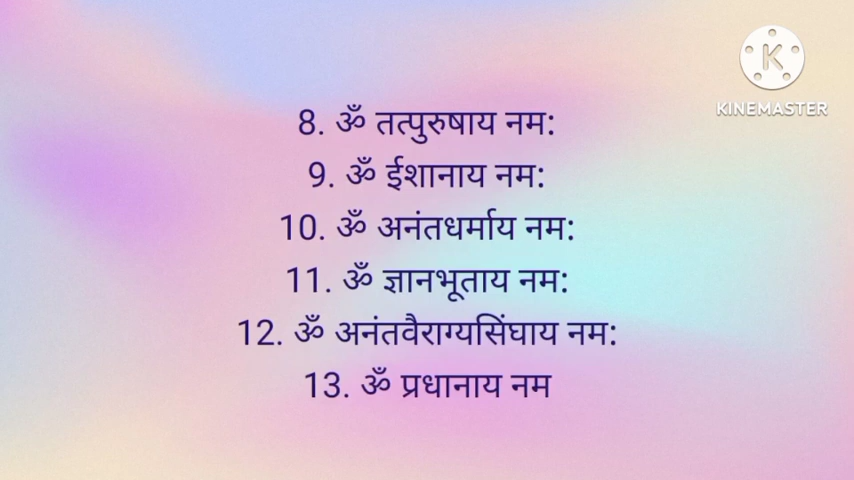 KINEMASTER
8. ॐ तत्पुरुषाय नम:
9. ॐ ईशानाय नम:
10. ॐ अनंतधर्माय नम:
11. ॐ ज्ञानभूताय नम:
12. ॐ अनंतवैराग्यसिंघाय नम:
13. ॐ प्रधानाय नम